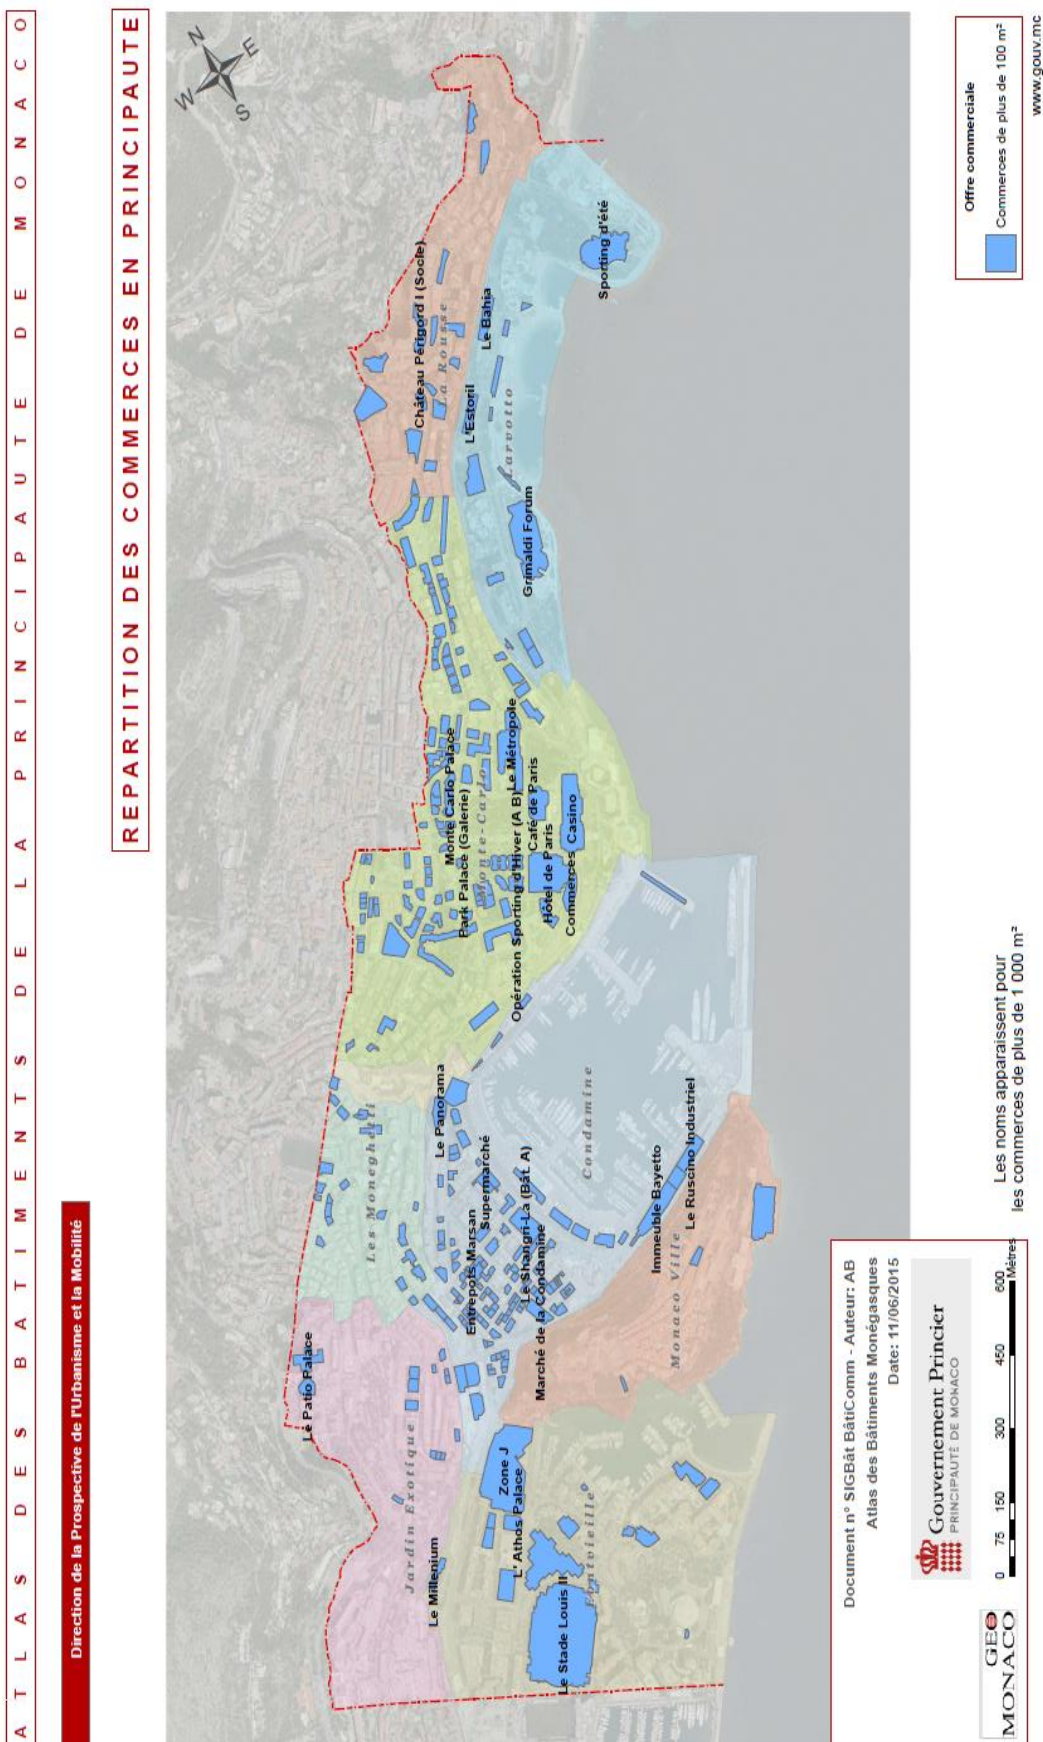 ATLAS DES BATIMENTS DE LA PRINCIPAUTE DE MONACO
Direction de la Prospective de l'Urbanisme et la Mobilité
REPARTITION DES COMMERCES EN PRINCIPAUTE
N
E
S
W
Le Patio Palace
Jardin Exotique
Le Millenium
Les Moneghetti
Le Panorama
Supermarché
Entrepots Marsan
Le Shangri-La (Bât. A)
Marché de la Condamine
Zone J
L'Athos Palace
Le Stade Louis II
Fontvieille
Condamine
Immeuble Bayetto
Le Ruscino Industriel
Monaco Ville
Monte Carlo Palace
Park Palace (Galerie)
Monte-Carlo
Le Métropole
Opération Sporting d'Hiver (A B)
Café de Paris
Hôtel de Paris
Commerces Casino
Château Périgord I (Socle)
La Rousse
Le Bahia
L'Estoril
Larvotto
Grimaldi Forum
Sporting d'été
Document n° SIGBât BâtiComm - Auteur: AB
Atlas des Bâtiments Monégasques
Date: 11/06/2015
Gouvernement Princier
PRINCIPAUTÉ DE MONACO
GEO
MONACO
0 75 150 300 450 600
Mètres
Les noms apparaissent pour
les commerces de plus de 1 000 m²
Offre commerciale
Commerces de plus de 100 m²
www.gouv.mc